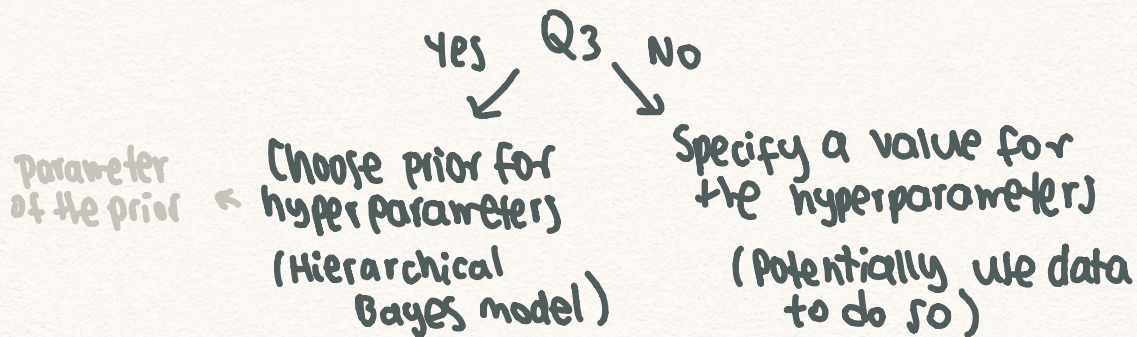 Q3
Yes
No
parameter
of the prior
Choose prior for
hyperparameters
(Hierarchical
Bayes model)
Specify a value for
the hyperparameters
(Potentially use data
to do so)